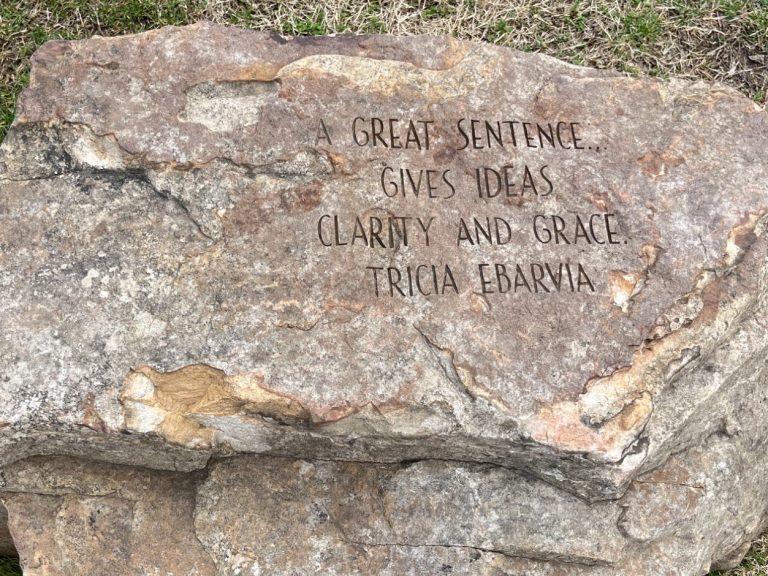 A GREAT SENTENCE...
GIVES IDEAS
CLARITY AND GRACE.
TRICIA EBARVIA